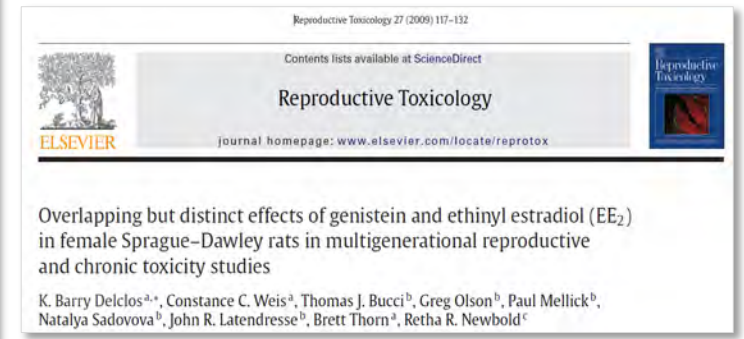 Reproductive Toxicology 27 (2009) 117–132
Contents lists available at ScienceDirect
Reproductive Toxicology
journal homepage: www.elsevier.com/locate/reprotox
ELSEVIER
Reproductive
Toxicology
Overlapping but distinct effects of genistein and ethinyl estradiol (EE₂)
in female Sprague–Dawley rats in multigenerational reproductive
and chronic toxicity studies
K. Barry Delclos a,*, Constance C. Weis a, Thomas J. Bucci b, Greg Olson b, Paul Mellick b,
Natalya Sadovova b, John R. Latendresse b, Brett Thorn a, Retha R. Newbold c